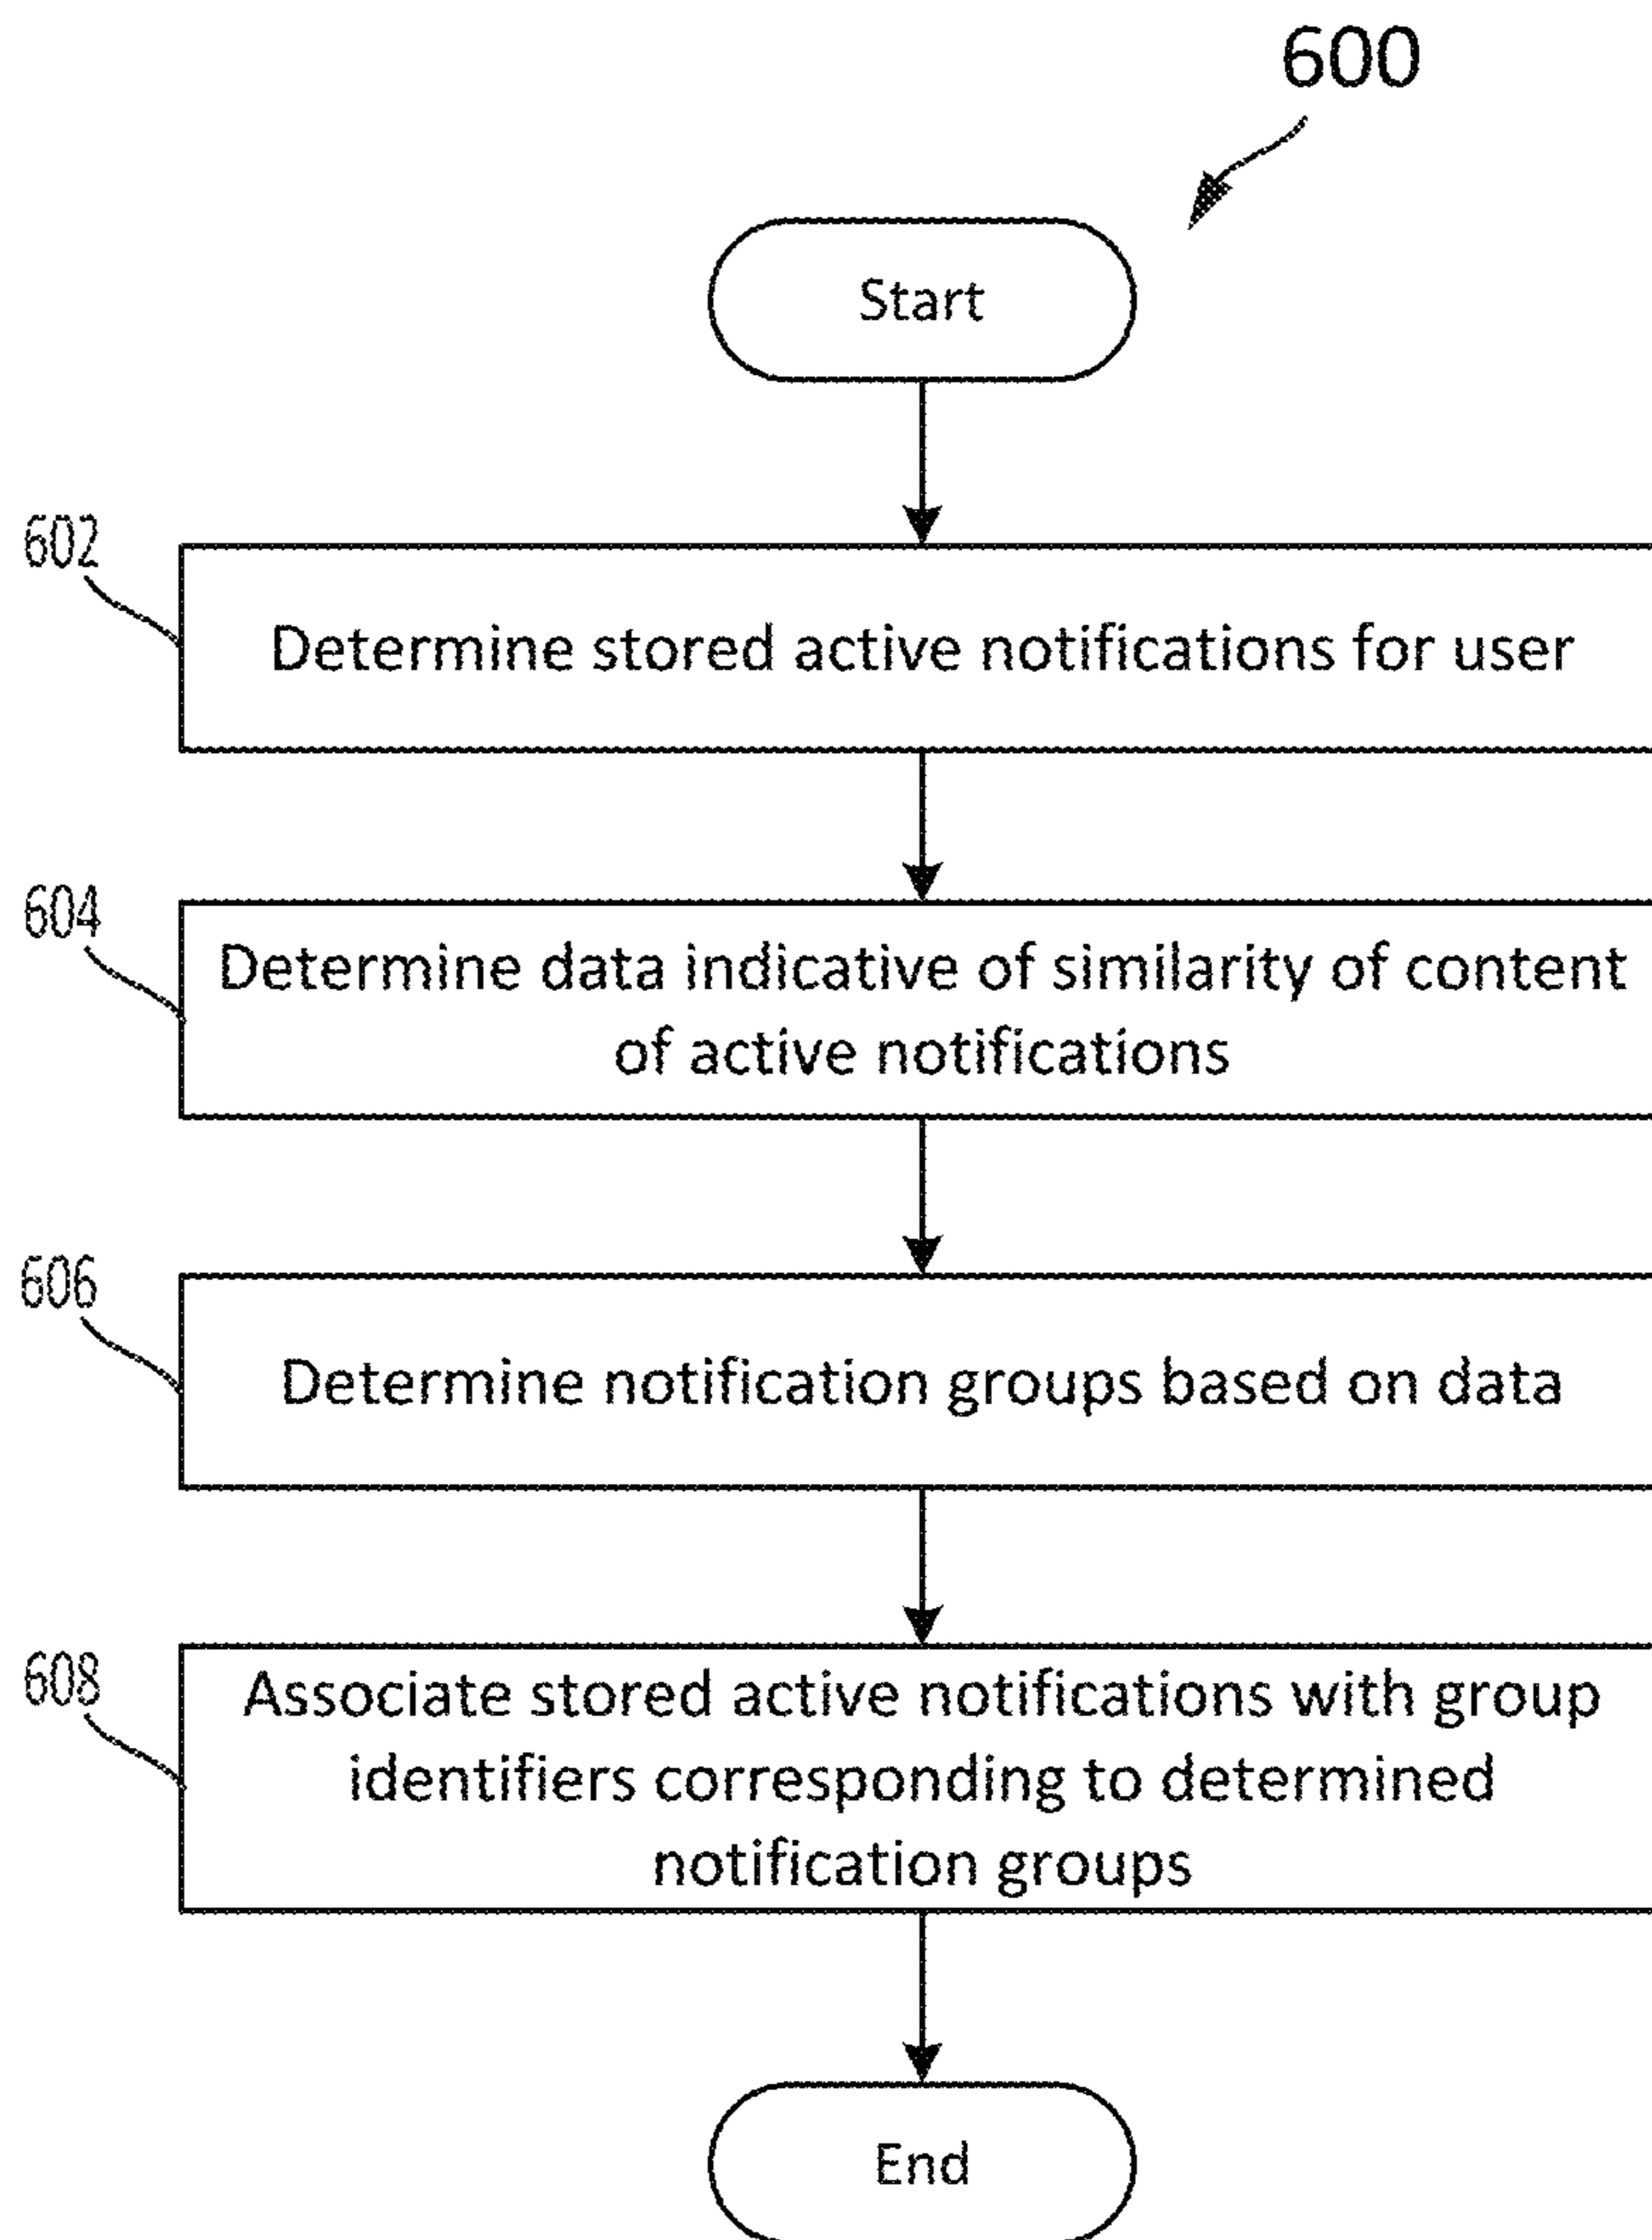 600
Start
602
Determine stored active notifications for user
604
Determine data indicative of similarity of content
of active notifications
606
Determine notification groups based on data
608
Associate stored active notifications with group
identifiers corresponding to determined
notification groups
End